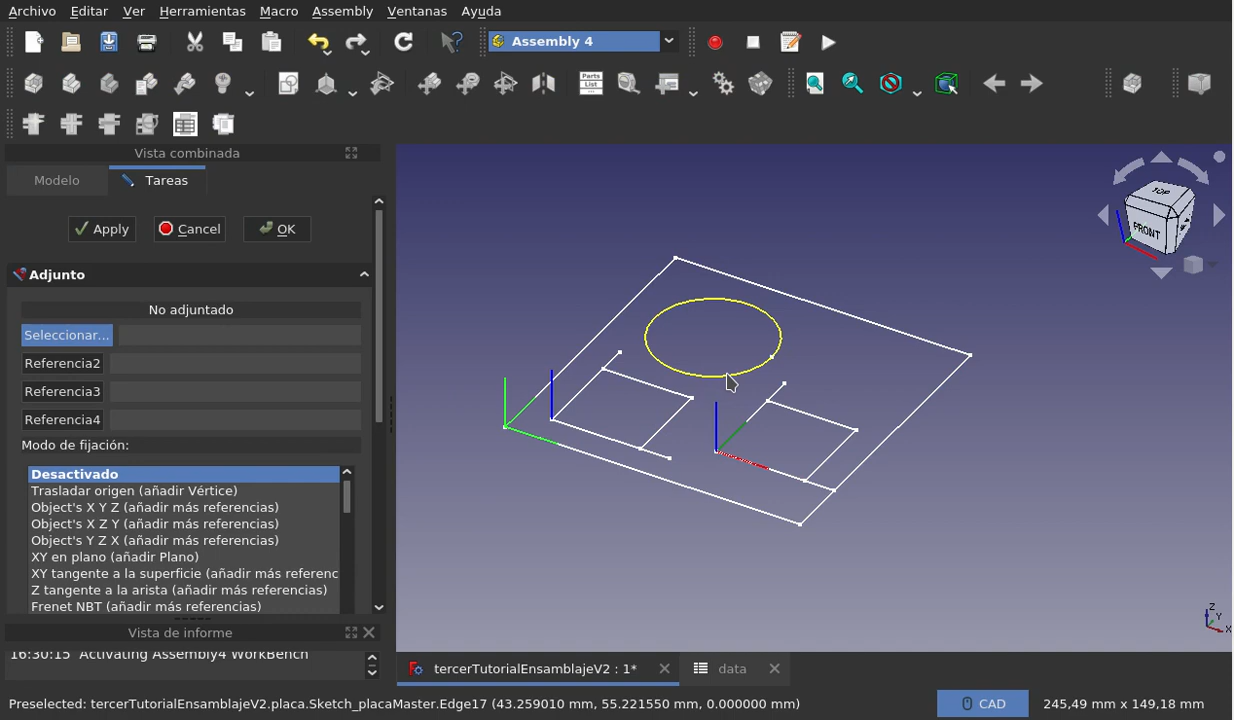 Archivo Editar Ver Herramientas Macro Assembly Ventanas Ayuda
Assembly 4
Parts List
Vista combinada
Modelo Tareas
Apply Cancel OK
Adjunto
No adjuntado
Seleccionar...
Referencia2
Referencia3
Referencia4
Modo de fijación:
Desactivado
Trasladar origen (añadir Vértice)
Object's X Y Z (añadir más referencias)
Object's X Z Y (añadir más referencias)
Object's Y Z X (añadir más referencias)
XY en plano (añadir Plano)
XY tangente a la superficie (añadir más referenc
Z tangente a la arista (añadir más referencias)
Frenet NBT (añadir más referencias)
TOP
FRONT
Z
Y
X
Vista de informe
16:30:15 Activating Assembly4 WorkBench
tercerTutorialEnsamblajeV2 : 1* data
Preselected: tercerTutorialEnsamblajeV2.placa.Sketch_placaMaster.Edge17 (43.259010 mm, 55.221550 mm, 0.000000 mm) CAD 245,49 mm x 149,18 mm